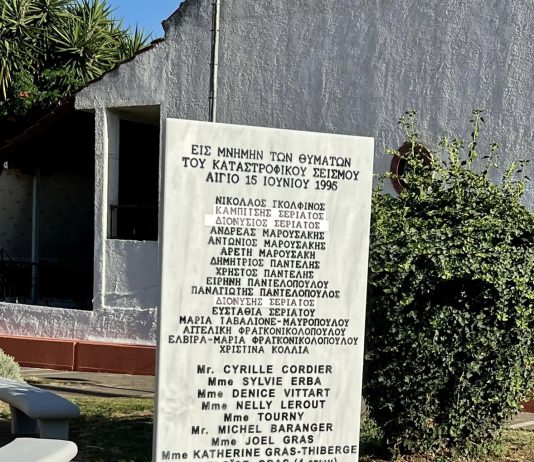 ΕΙΣ ΜΝΗΜΗΝ ΤΩΝ ΘΥΜΑΤΩΝ
ΤΟΥ ΚΑΤΑΣΤΡΟΦΙΚΟΥ ΣΕΙΣΜΟΥ
ΑΙΓΙΟ 15 ΙΟΥΝΙΟΥ 1995
ΝΙΚΟΛΑΟΣ ΓΚΟΛΦΙΝΟΣ
ΚΑΜΠΙΤΣΗΣ ΣΕΡΙΑΤΟΣ
ΔΙΟΝΥΣΙΟΣ ΣΕΡΙΑΤΟΣ
ΑΝΔΡΕΑΣ ΜΑΡΟΥΣΑΚΗΣ
ΑΝΤΩΝΙΟΣ ΜΑΡΟΥΣΑΚΗΣ
ΑΡΕΤΗ ΜΑΡΟΥΣΑΚΗ
ΔΗΜΗΤΡΙΟΣ ΠΑΝΤΕΛΗΣ
ΧΡΗΣΤΟΣ ΠΑΝΤΕΛΗΣ
ΕΙΡΗΝΗ ΠΑΝΤΕΛΟΠΟΥΛΟΥ
ΠΑΝΑΓΙΩΤΗΣ ΠΑΝΤΕΛΟΠΟΥΛΟΣ
ΔΙΟΝΥΣΗΣ ΣΕΡΙΑΤΟΣ
ΕΥΣΤΑΘΙΑ ΣΕΡΙΑΤΟΥ
ΜΑΡΙΑ ΤΑΒΑΛΙΟΝΕ-ΜΑΥΡΟΠΟΥΛΟΥ
ΑΓΓΕΛΙΚΗ ΦΡΑΓΚΟΝΙΚΟΛΟΠΟΥΛΟΥ
ΕΛΒΙΡΑ-ΜΑΡΙΑ ΦΡΑΓΚΟΝΙΚΟΛΟΠΟΥΛΟΥ
ΧΡΙΣΤΙΝΑ ΚΟΛΛΙΑ
Mr. CYRILLE CORDIER
Mme SYLVIE ERBA
Mme DENICE VITTART
Mme NELLY LEROUT
Mme TOURNY
Mr. MICHEL BARANGER
Mme JOEL GRAS
Mme KATHERINE GRAS-THIBERGE
GRAS